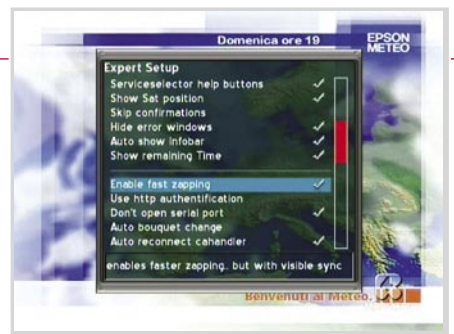 Domenica ore 19
EPSON
METEO
Expert Setup
Serviceselector help buttons
Show Sat position
Skip confirmations
Hide error windows
Auto show Infobar
Show remaining Time
Enable fast zapping
Use http authentification
Don't open serial port
Auto bouquet change
Auto reconnect cahandler
enables faster zapping.. but with visible sync
Benvenuti al Meteo.